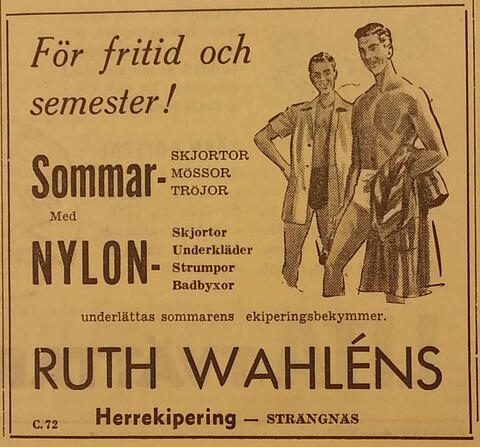 För fritid och
semester!
Sommar- SKJORTOR
MÖSSOR
TRÖJOR
Med
NYLON- Skjortor
Underkläder
Strumpor
Badbyxor
underlättas sommarens ekiperingsbekymmer.
RUTH WAHLÉNS
C. 72 Herrekipering — STRÄNGNÄS